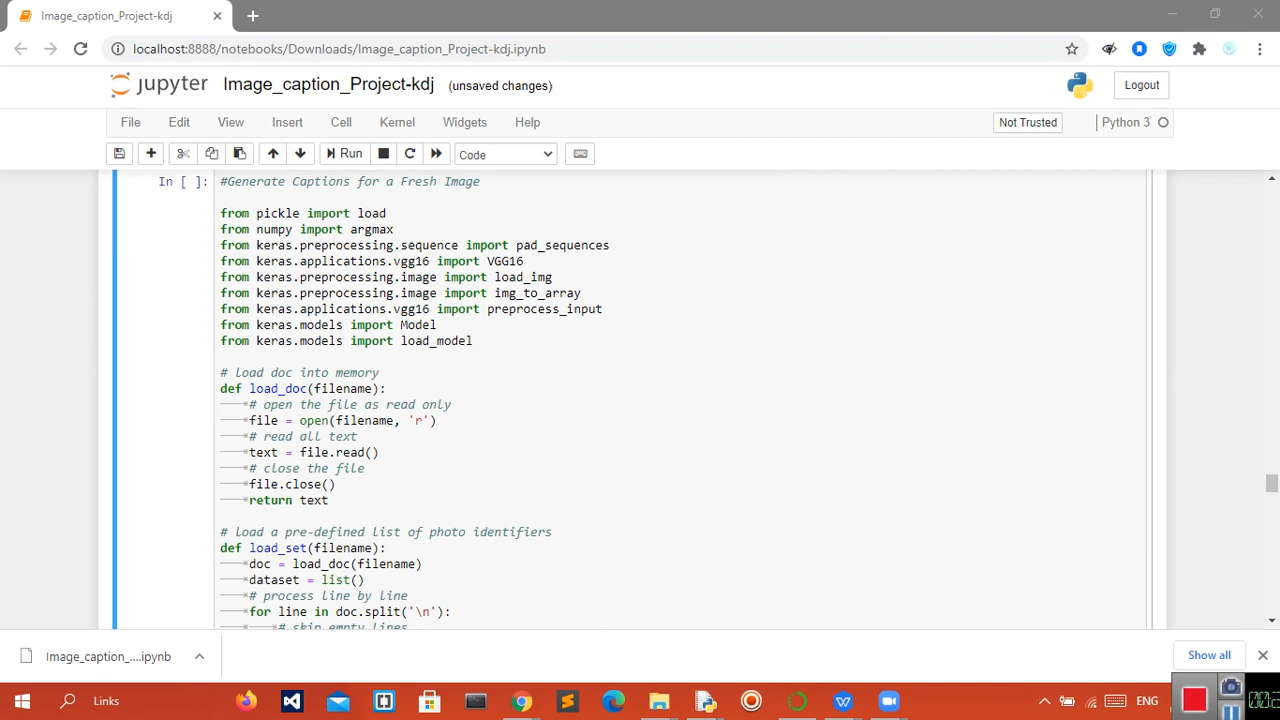 Image_caption_Project-kdj
localhost:8888/notebooks/Downloads/Image_caption_Project-kdj.ipynb
jupyter Image_caption_Project-kdj (unsaved changes) Logout
File Edit View Insert Cell Kernel Widgets Help Not Trusted Python 3
Run Code
In [ ]: #Generate Captions for a Fresh Image
from pickle import load
from numpy import argmax
from keras.preprocessing.sequence import pad_sequences
from keras.applications.vgg16 import VGG16
from keras.preprocessing.image import load_img
from keras.preprocessing.image import img_to_array
from keras.applications.vgg16 import preprocess_input
from keras.models import Model
from keras.models import load_model
# load doc into memory
def load_doc(filename):
# open the file as read only
file = open(filename, 'r')
# read all text
text = file.read()
# close the file
file.close()
return text
# load a pre-defined list of photo identifiers
def load_set(filename):
doc = load_doc(filename)
dataset = list()
# process line by line
for line in doc.split('\n'):
# skip empty lines
Image_caption_....ipynb Show all
Links ENG